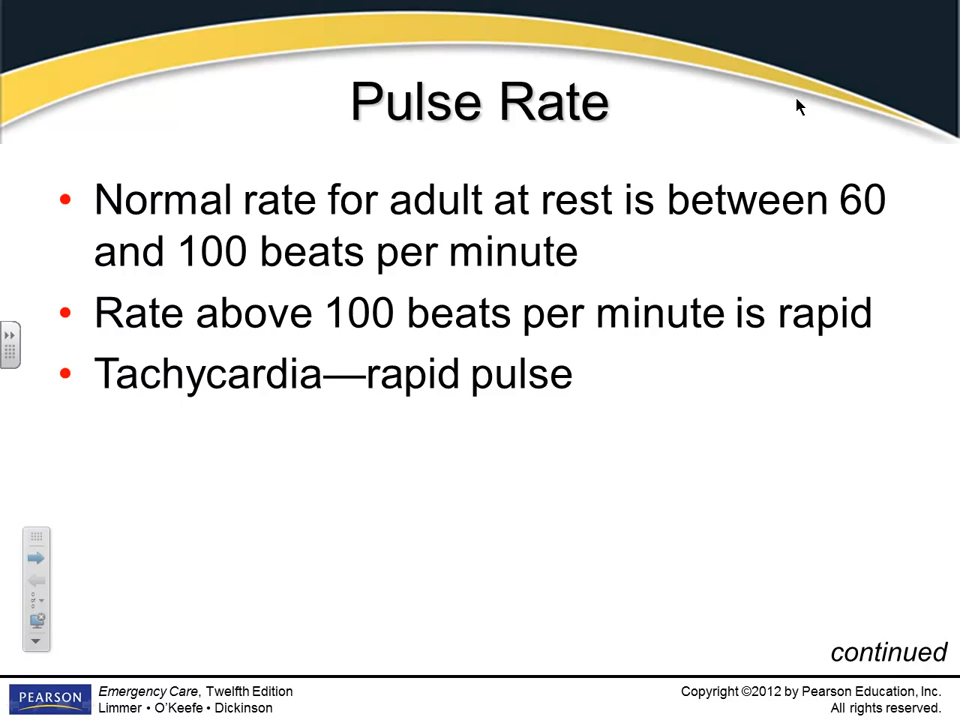 Pulse Rate
• Normal rate for adult at rest is between 60
and 100 beats per minute
• Rate above 100 beats per minute is rapid
• Tachycardia—rapid pulse
continued
PEARSON
Emergency Care, Twelfth Edition
Limmer • O'Keefe • Dickinson
Copyright ©2012 by Pearson Education, Inc.
All rights reserved.